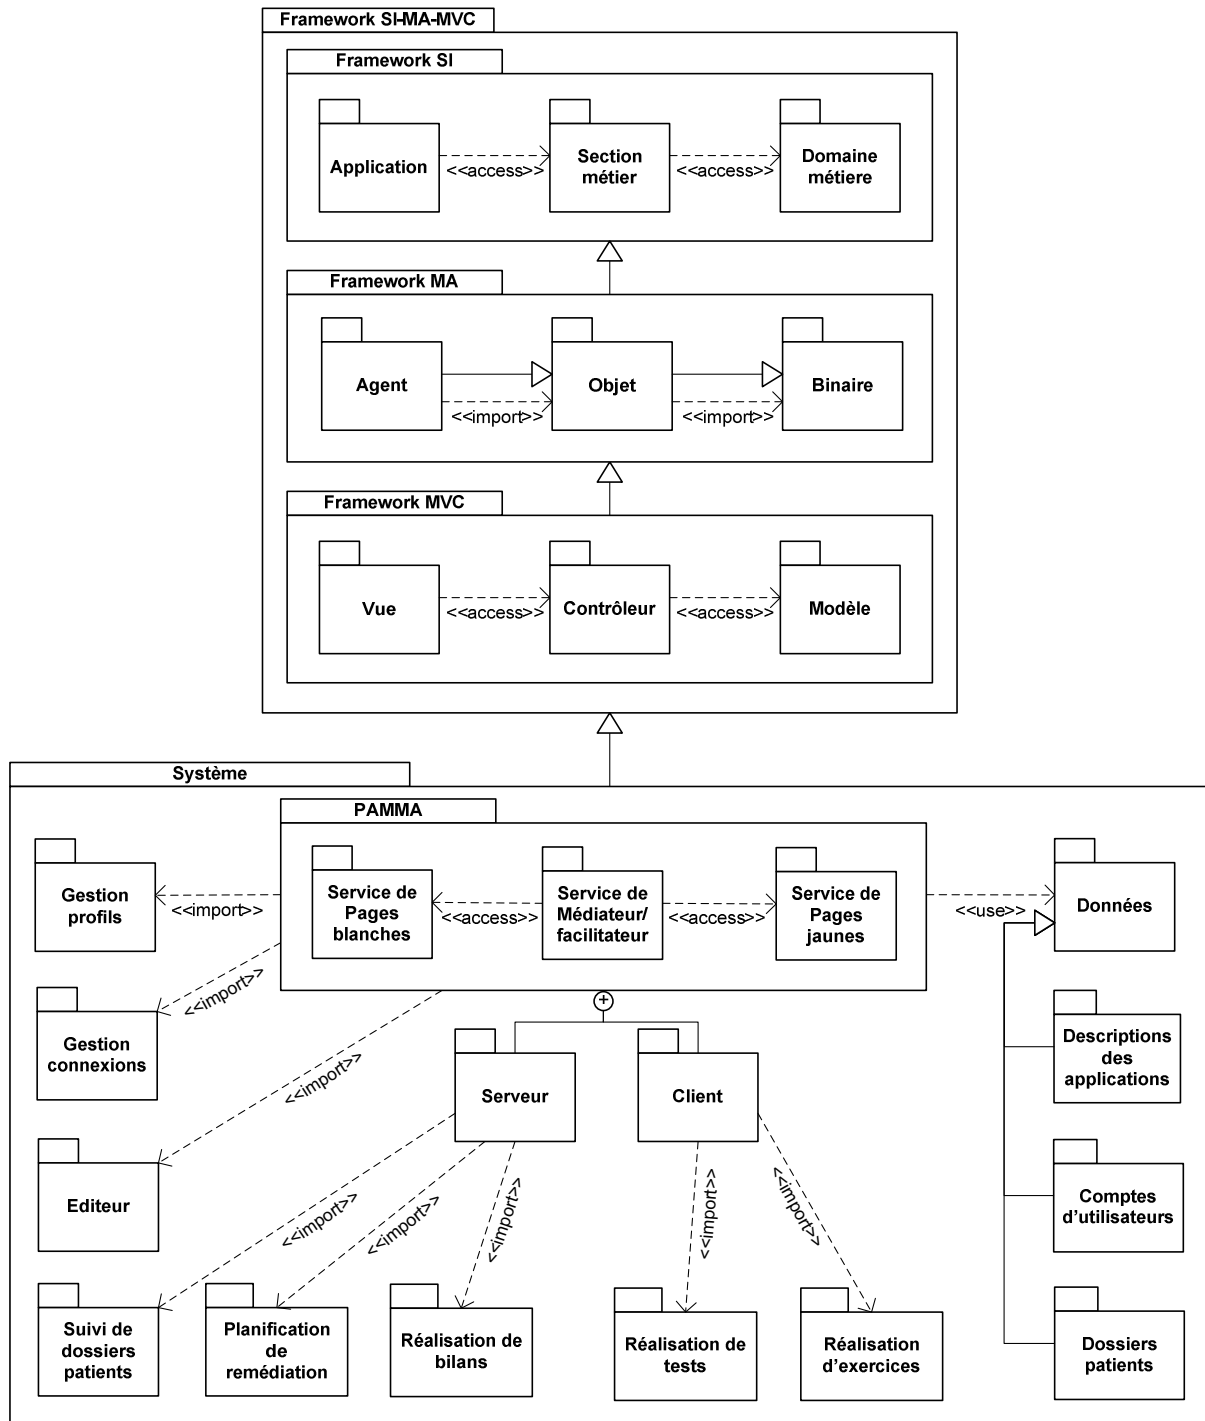 Framework SI-MA-MVC
Framework SI
Application
<<access>>
Section
métier
<<access>>
Domaine
métiere
Framework MA
Agent
<<import>>
Objet
<<import>>
Binaire
Framework MVC
Vue
<<access>>
Contrôleur
<<access>>
Modèle
Système
PAMMA
Gestion
profils
<<import>>
Service de
Pages
blanches
<<access>>
Service de
Médiateur/
facilitateur
<<access>>
Service de
Pages
jaunes
<<use>>
Données
<<import>>
Gestion
connexions
<<import>>
Serveur
Client
Descriptions
des
applications
Editeur
<<import>>
<<import>>
<<import>>
<<import>>
<<import>>
Comptes
d'utilisateurs
Suivi de
dossiers
patients
Planification
de
remédiation
Réalisation de
bilans
Réalisation de
tests
Réalisation
d'exercices
Dossiers
patients